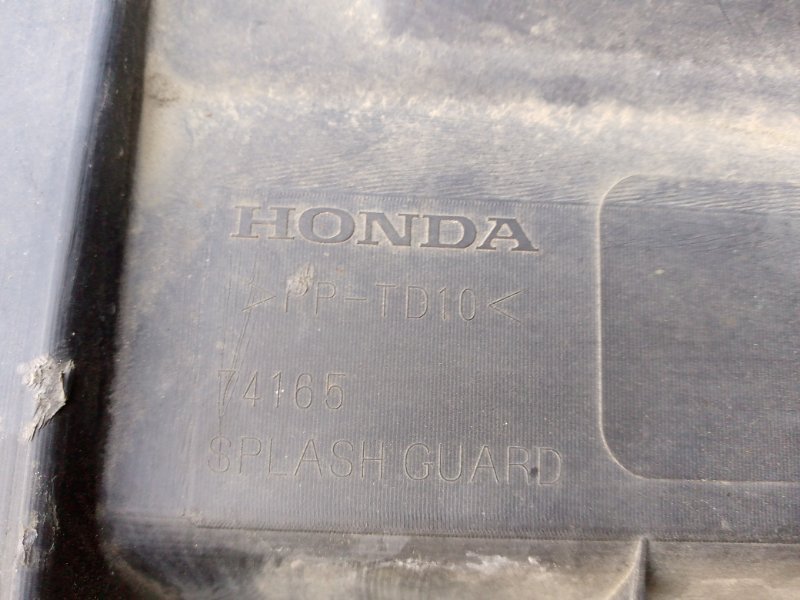 HONDA
>PP-TD10<
74165
SPLASH GUARD